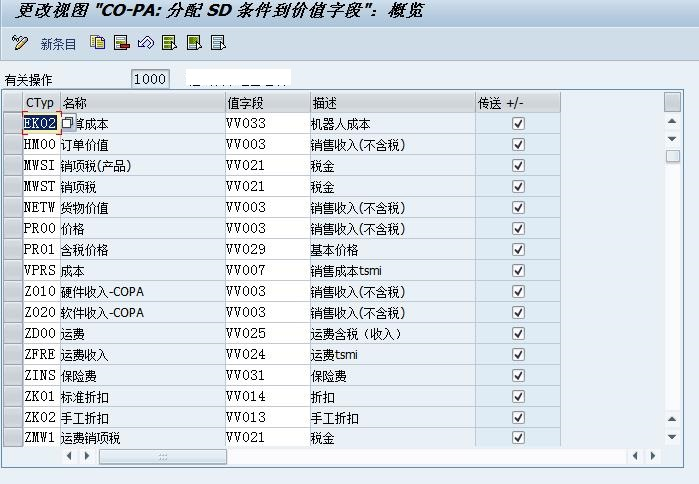 更改视图 "CO-PA: 分配 SD 条件到价值字段": 概览
新条目
有关操作 1000
CTyp 名称 值字段 描述 传送 +/-
EK02 算成本 VV033 机器人成本
HM00 订单价值 VV003 销售收入(不含税)
MWSI 销项税(产品) VV021 税金
MWST 销项税 VV021 税金
NETW 货物价值 VV003 销售收入(不含税)
PR00 价格 VV003 销售收入(不含税)
PR01 含税价格 VV029 基本价格
VPRS 成本 VV007 销售成本tsmi
Z010 硬件收入-COPA VV003 销售收入(不含税)
Z020 软件收入-COPA VV003 销售收入(不含税)
ZD00 运费 VV025 运费含税（收入）
ZFRE 运费收入 VV024 运费tsmi
ZINS 保险费 VV031 保险费
ZK01 标准折扣 VV014 折扣
ZK02 手工折扣 VV013 手工折扣
ZMW1 运费销项税 VV021 税金